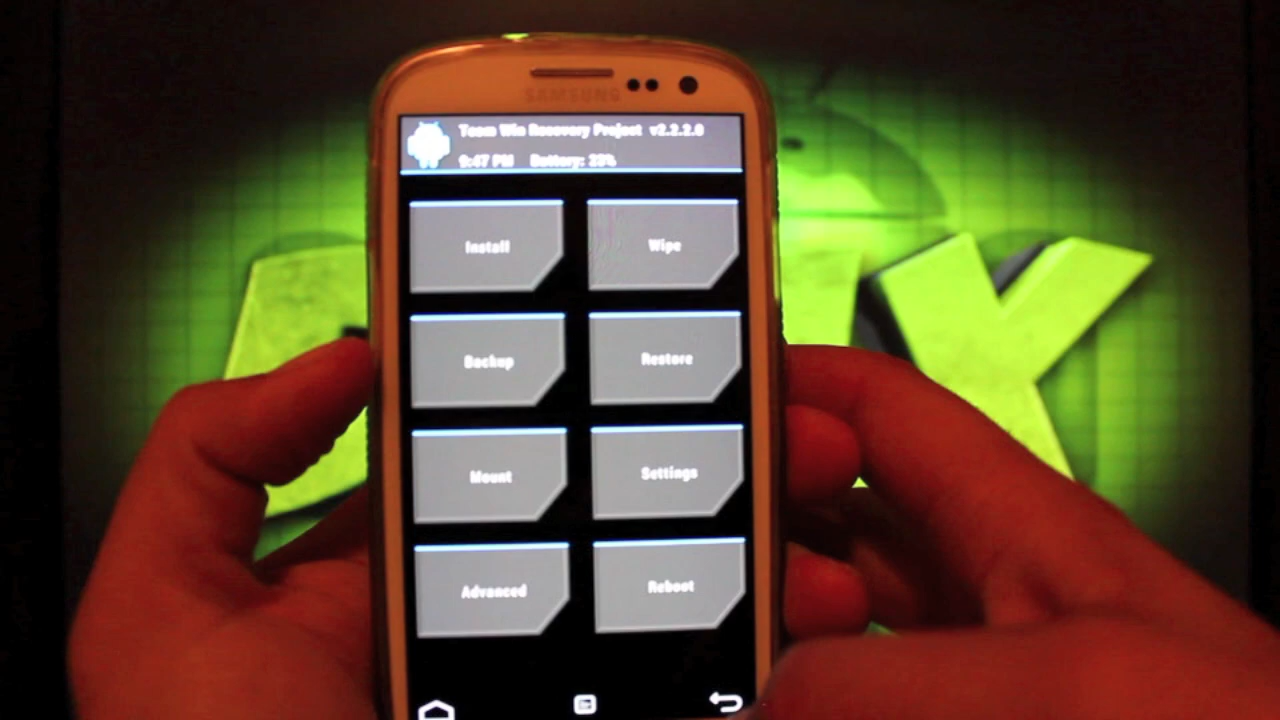 SAMSUNG
Team Win Recovery Project v2.2.2.0
9:47 PM Battery: 23%
Install Wipe
Backup Restore
Mount Settings
Advanced Reboot